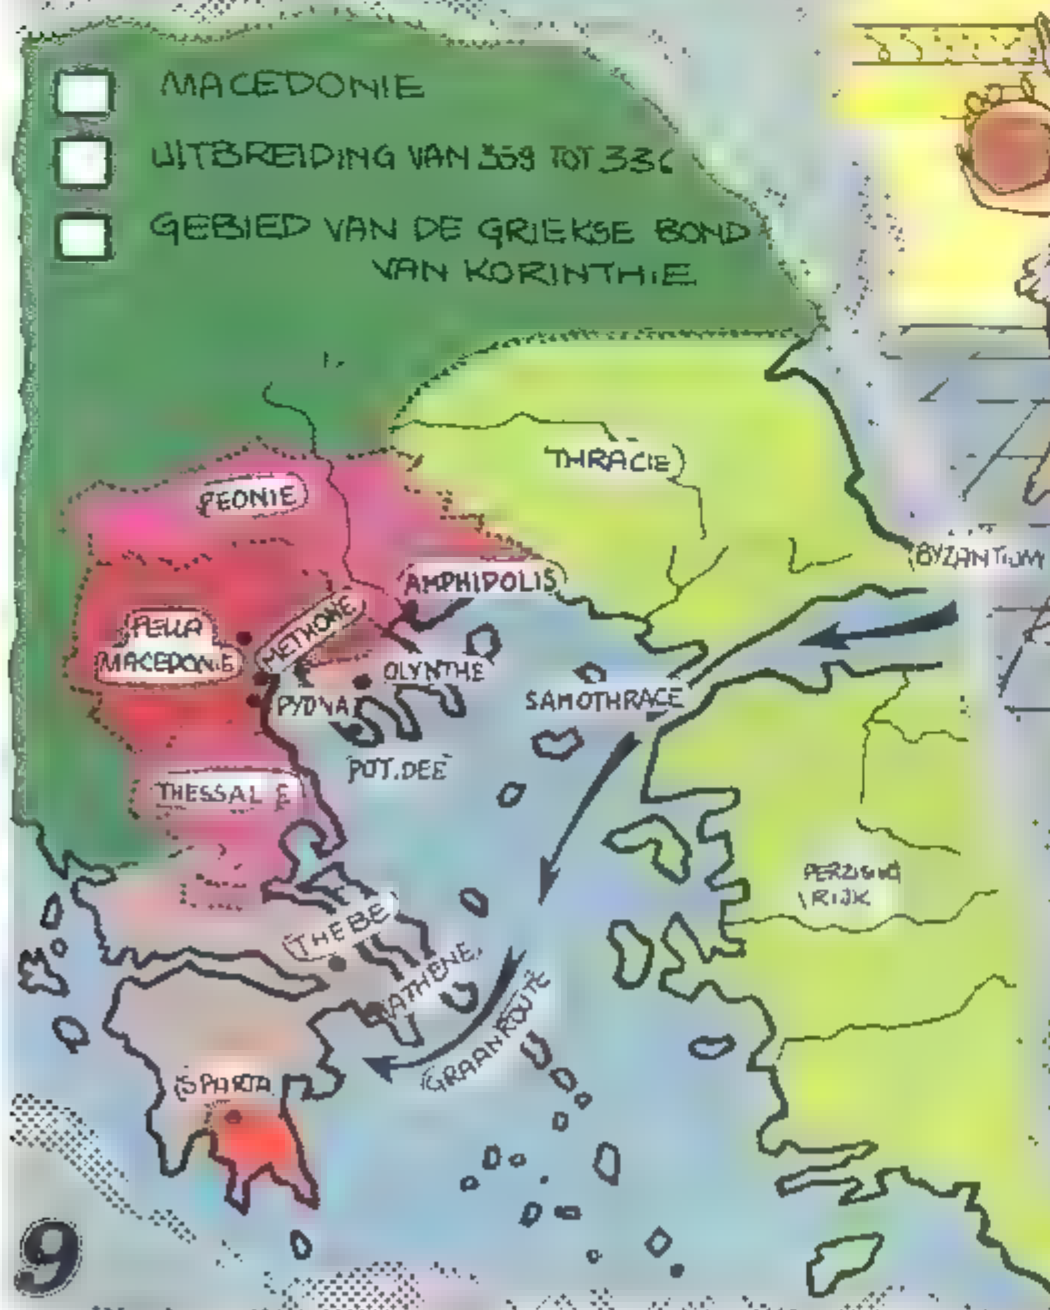 MACEDONIE
UITBREIDING VAN 359 TOT 336
GEBIED VAN DE GRIEKSE BOND
VAN KORINTHIE
THRACIE
PEONIE
BYZANTIUM
AMPHIDOLIS
METHONE
PELLA
MACEDONIE
OLYNTHE
SAMOTHRACE
PYDNA
POT.DEE
THESSAL E
PERZISCH
RIJK
THEBE
ATHENE
GRAANROUTE
SPARTA
9